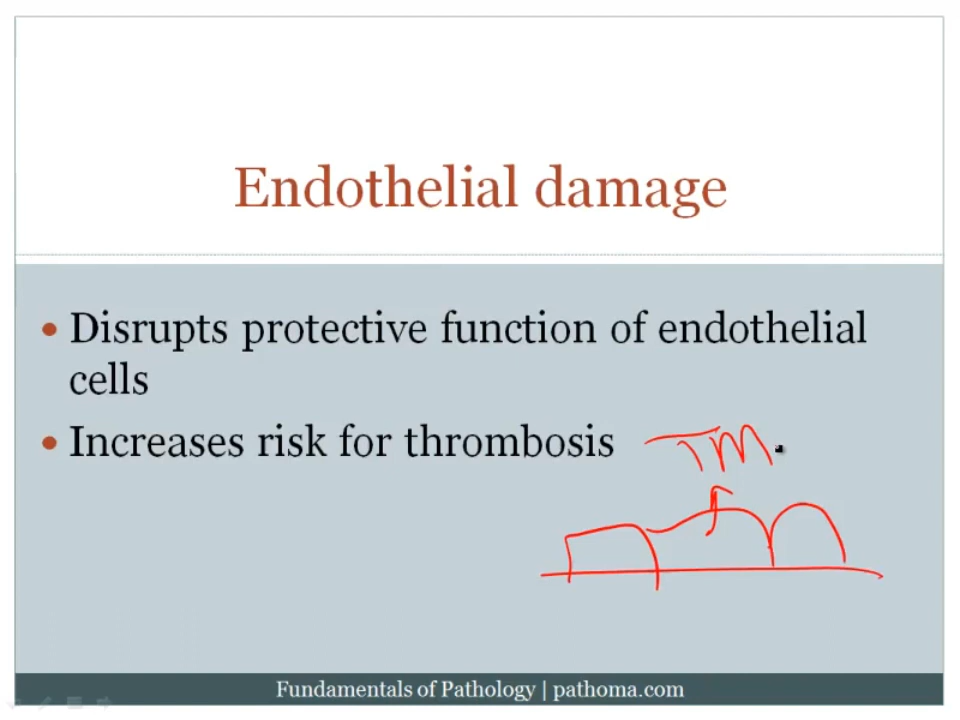 Endothelial damage
• Disrupts protective function of endothelial
cells
• Increases risk for thrombosis
TM
Fundamentals of Pathology | pathoma.com